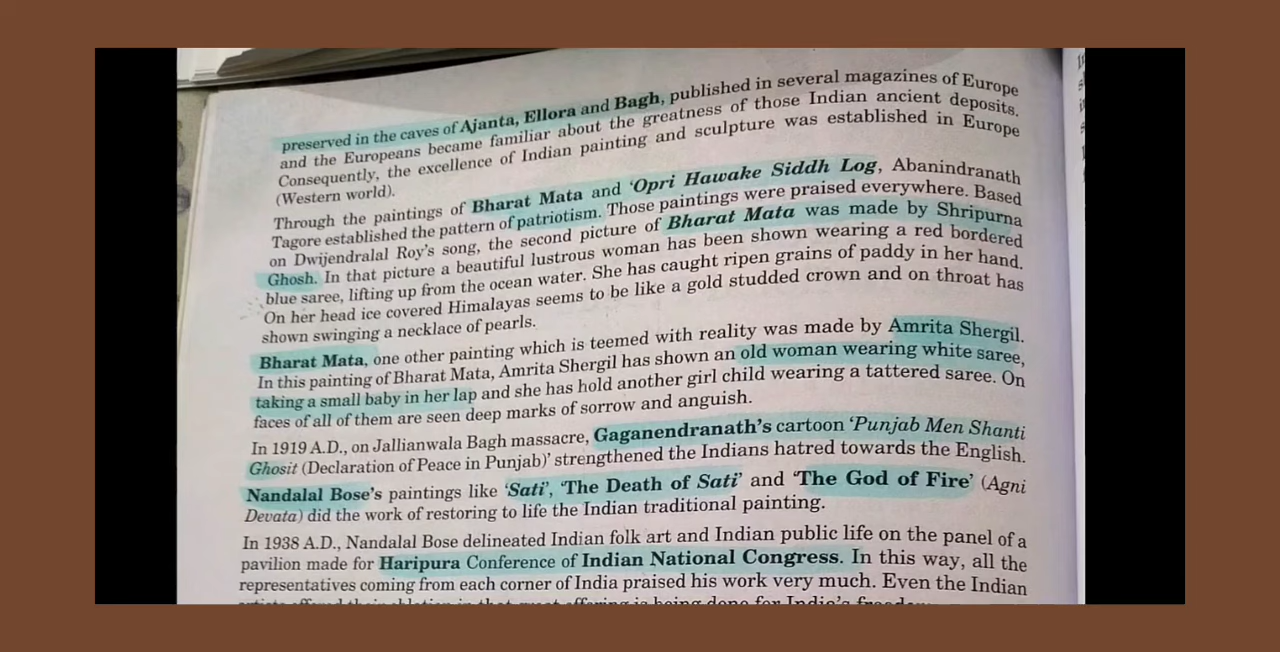 preserved in the caves of Ajanta, Ellora and Bagh, published in several magazines of Europe
and the Europeans became familiar about the greatness of those Indian ancient deposits.
Consequently, the excellence of Indian painting and sculpture was established in Europe
(Western world).
Through the paintings of Bharat Mata and ‘Opri Hawake Siddh Log, Abanindranath
Tagore established the pattern of patriotism. Those paintings were praised everywhere. Based
on Dwijendralal Roy's song, the second picture of Bharat Mata was made by Shripurna
Ghosh. In that picture a beautiful lustrous woman has been shown wearing a red bordered
blue saree, lifting up from the ocean water. She has caught ripen grains of paddy in her hand.
On her head ice covered Himalayas seems to be like a gold studded crown and on throat has
shown swinging a necklace of pearls.
Bharat Mata, one other painting which is teemed with reality was made by Amrita Shergil.
In this painting of Bharat Mata, Amrita Shergil has shown an old woman wearing white saree,
taking a small baby in her lap and she has hold another girl child wearing a tattered saree. On
faces of all of them are seen deep marks of sorrow and anguish.
In 1919 A.D., on Jallianwala Bagh massacre, Gaganendranath's cartoon ‘Punjab Men Shanti
Ghosit (Declaration of Peace in Punjab)’ strengthened the Indians hatred towards the English.
Nandalal Bose's paintings like ‘Sati’, ‘The Death of Sati’ and ‘The God of Fire’ (Agni
Devata) did the work of restoring to life the Indian traditional painting.
In 1938 A.D., Nandalal Bose delineated Indian folk art and Indian public life on the panel of a
pavilion made for Haripura Conference of Indian National Congress. In this way, all the
representatives coming from each corner of India praised his work very much. Even the Indian